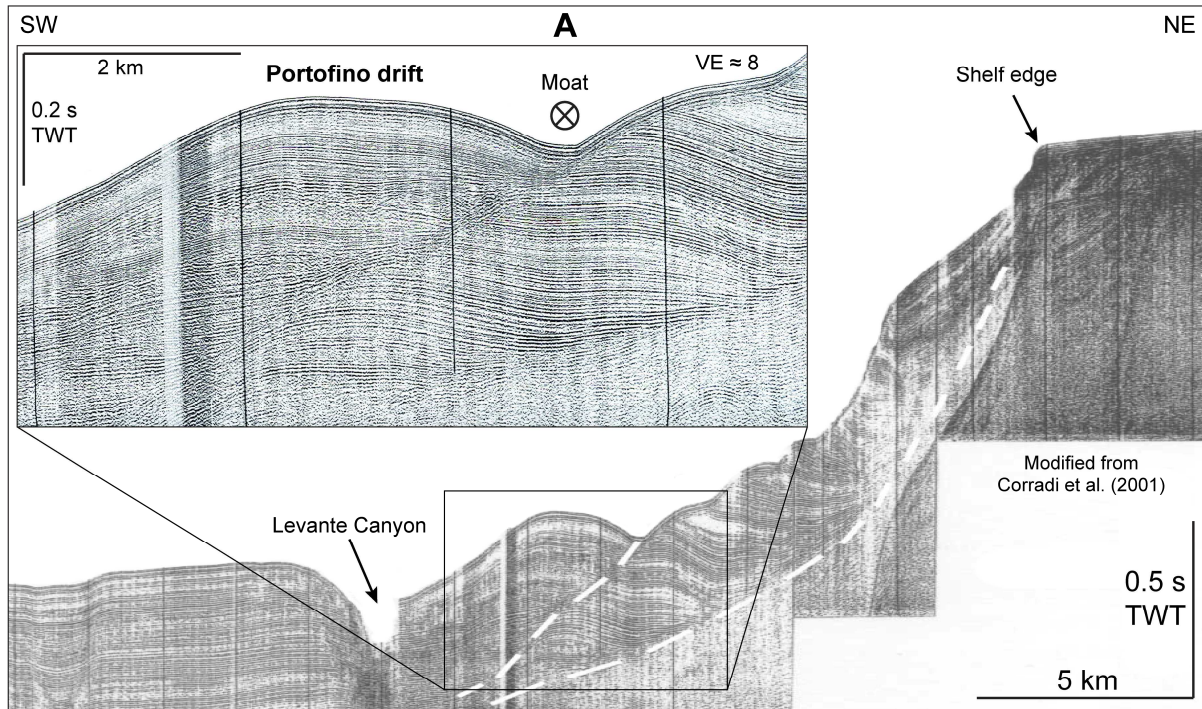 SW
A
NE
2 km
Portofino drift
VE ≈ 8
Moat
0.2 s
TWT
Shelf edge
Levante Canyon
Modified from
Corradi et al. (2001)
0.5 s
TWT
5 km